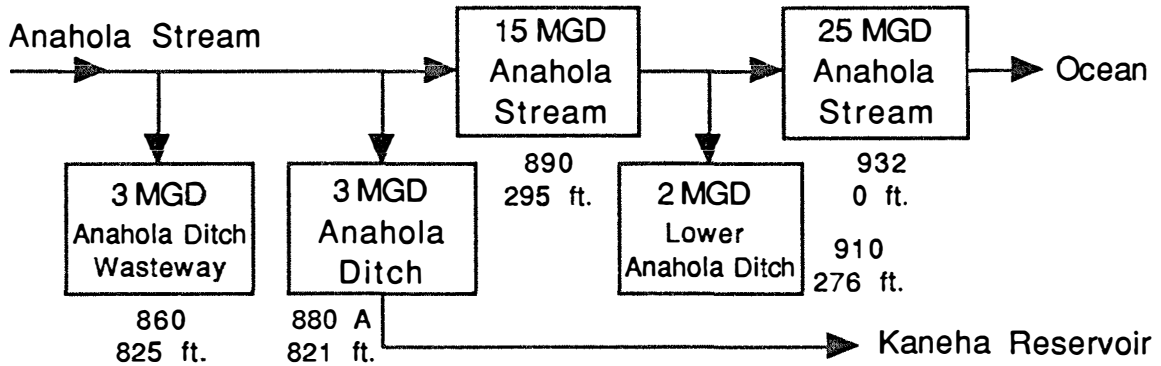 Anahola Stream
15 MGD
Anahola
Stream
25 MGD
Anahola
Stream
Ocean
3 MGD
Anahola Ditch
Wasteway
3 MGD
Anahola
Ditch
890
295 ft.
2 MGD
Lower
Anahola Ditch
932
0 ft.
910
276 ft.
860
825 ft.
880 A
821 ft.
Kaneha Reservoir